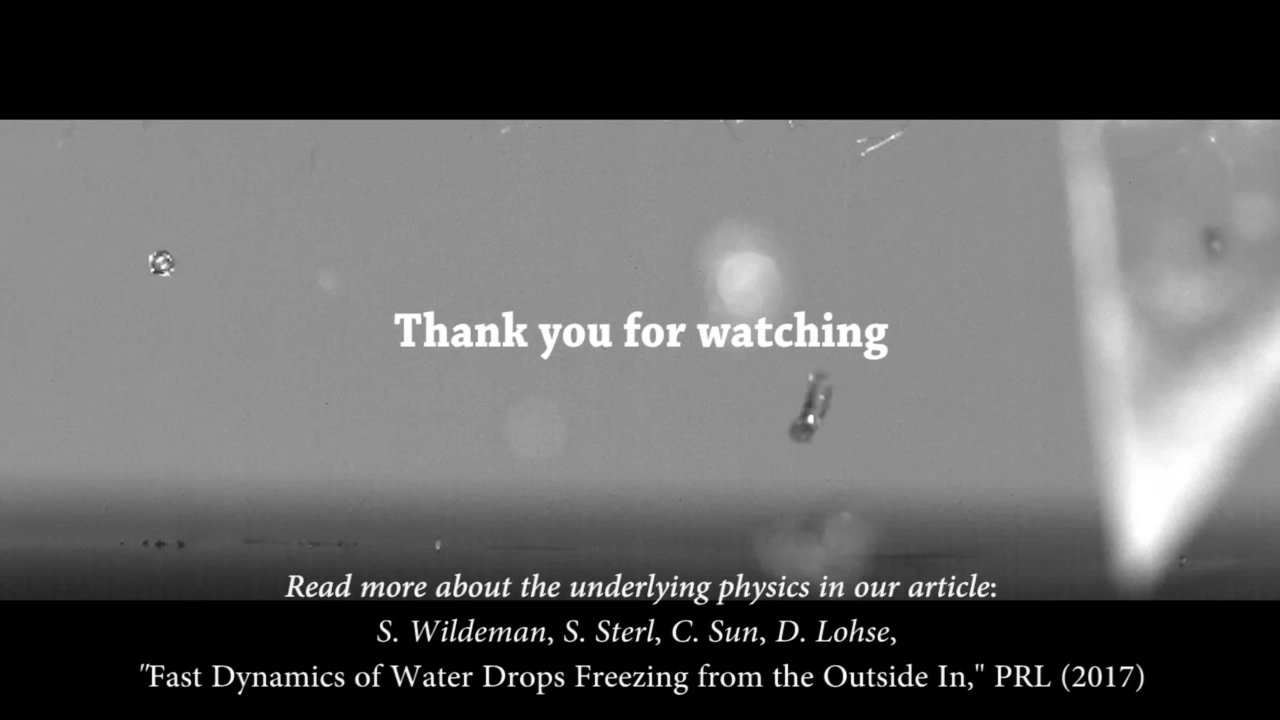 Thank you for watching
Read more about the underlying physics in our article:
S. Wildeman, S. Sterl, C. Sun, D. Lohse,
"Fast Dynamics of Water Drops Freezing from the Outside In," PRL (2017)